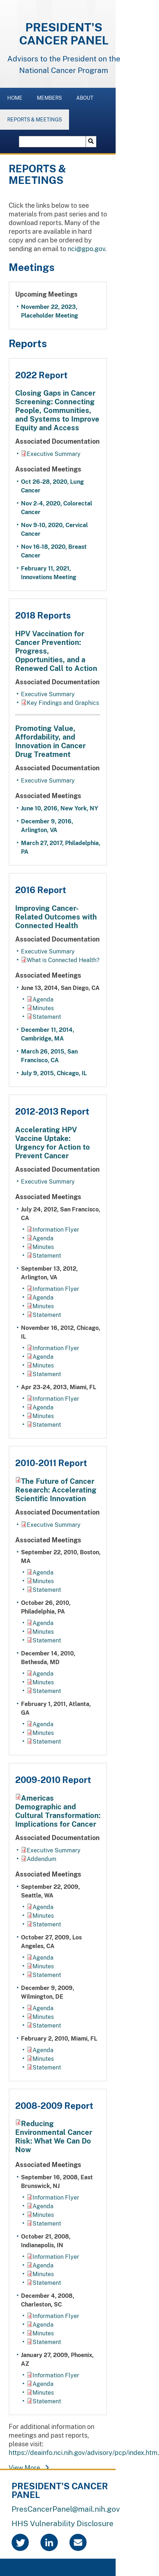 PRESIDENT'S
CANCER PANEL
Advisors to the President on the
National Cancer Program
HOME MEMBERS ABOUT
REPORTS & MEETINGS
REPORTS &
MEETINGS
Click the links below to see
materials from past series and to
download reports. Many of the
reports are also available in
hard copy and can be ordered by
sending an email to nci@gpo.gov.
Meetings
Upcoming Meetings
November 22, 2023,
Placeholder Meeting
Reports
2022 Report
Closing Gaps in Cancer
Screening: Connecting
People, Communities,
and Systems to Improve
Equity and Access
Associated Documentation
Executive Summary
Associated Meetings
Oct 26-28, 2020, Lung
Cancer
Nov 2-4, 2020, Colorectal
Cancer
Nov 9-10, 2020, Cervical
Cancer
Nov 16-18, 2020, Breast
Cancer
February 11, 2021,
Innovations Meeting
2018 Reports
HPV Vaccination for
Cancer Prevention:
Progress,
Opportunities, and a
Renewed Call to Action
Associated Documentation
Executive Summary
Key Findings and Graphics
Promoting Value,
Affordability, and
Innovation in Cancer
Drug Treatment
Associated Documentation
Executive Summary
Associated Meetings
June 10, 2016, New York, NY
December 9, 2016,
Arlington, VA
March 27, 2017, Philadelphia,
PA
2016 Report
Improving Cancer-
Related Outcomes with
Connected Health
Associated Documentation
Executive Summary
What is Connected Health?
Associated Meetings
June 13, 2014, San Diego, CA
Agenda
Minutes
Statement
December 11, 2014,
Cambridge, MA
March 26, 2015, San
Francisco, CA
July 9, 2015, Chicago, IL
2012-2013 Report
Accelerating HPV
Vaccine Uptake:
Urgency for Action to
Prevent Cancer
Associated Documentation
Executive Summary
Associated Meetings
July 24, 2012, San Francisco,
CA
Information Flyer
Agenda
Minutes
Statement
September 13, 2012,
Arlington, VA
Information Flyer
Agenda
Minutes
Statement
November 16, 2012, Chicago,
IL
Information Flyer
Agenda
Minutes
Statement
Apr 23-24, 2013, Miami, FL
Information Flyer
Agenda
Minutes
Statement
2010-2011 Report
The Future of Cancer
Research: Accelerating
Scientific Innovation
Associated Documentation
Executive Summary
Associated Meetings
September 22, 2010, Boston,
MA
Agenda
Minutes
Statement
October 26, 2010,
Philadelphia, PA
Agenda
Minutes
Statement
December 14, 2010,
Bethesda, MD
Agenda
Minutes
Statement
February 1, 2011, Atlanta,
GA
Agenda
Minutes
Statement
2009-2010 Report
Americas
Demographic and
Cultural Transformation:
Implications for Cancer
Associated Documentation
Executive Summary
Addendum
Associated Meetings
September 22, 2009,
Seattle, WA
Agenda
Minutes
Statement
October 27, 2009, Los
Angeles, CA
Agenda
Minutes
Statement
December 9, 2009,
Wilmington, DE
Agenda
Minutes
Statement
February 2, 2010, Miami, FL
Agenda
Minutes
Statement
2008-2009 Report
Reducing
Environmental Cancer
Risk: What We Can Do
Now
Associated Meetings
September 16, 2008, East
Brunswick, NJ
Information Flyer
Agenda
Minutes
Statement
October 21, 2008,
Indianapolis, IN
Information Flyer
Agenda
Minutes
Statement
December 4, 2008,
Charleston, SC
Information Flyer
Agenda
Minutes
Statement
January 27, 2009, Phoenix,
AZ
Information Flyer
Agenda
Minutes
Statement
For additional information on
meetings and past reports,
please visit:
https://deainfo.nci.nih.gov/advisory/pcp/index.htm.
View More
PRESIDENT'S CANCER
PANEL
PresCancerPanel@mail.nih.gov
HHS Vulnerability Disclosure